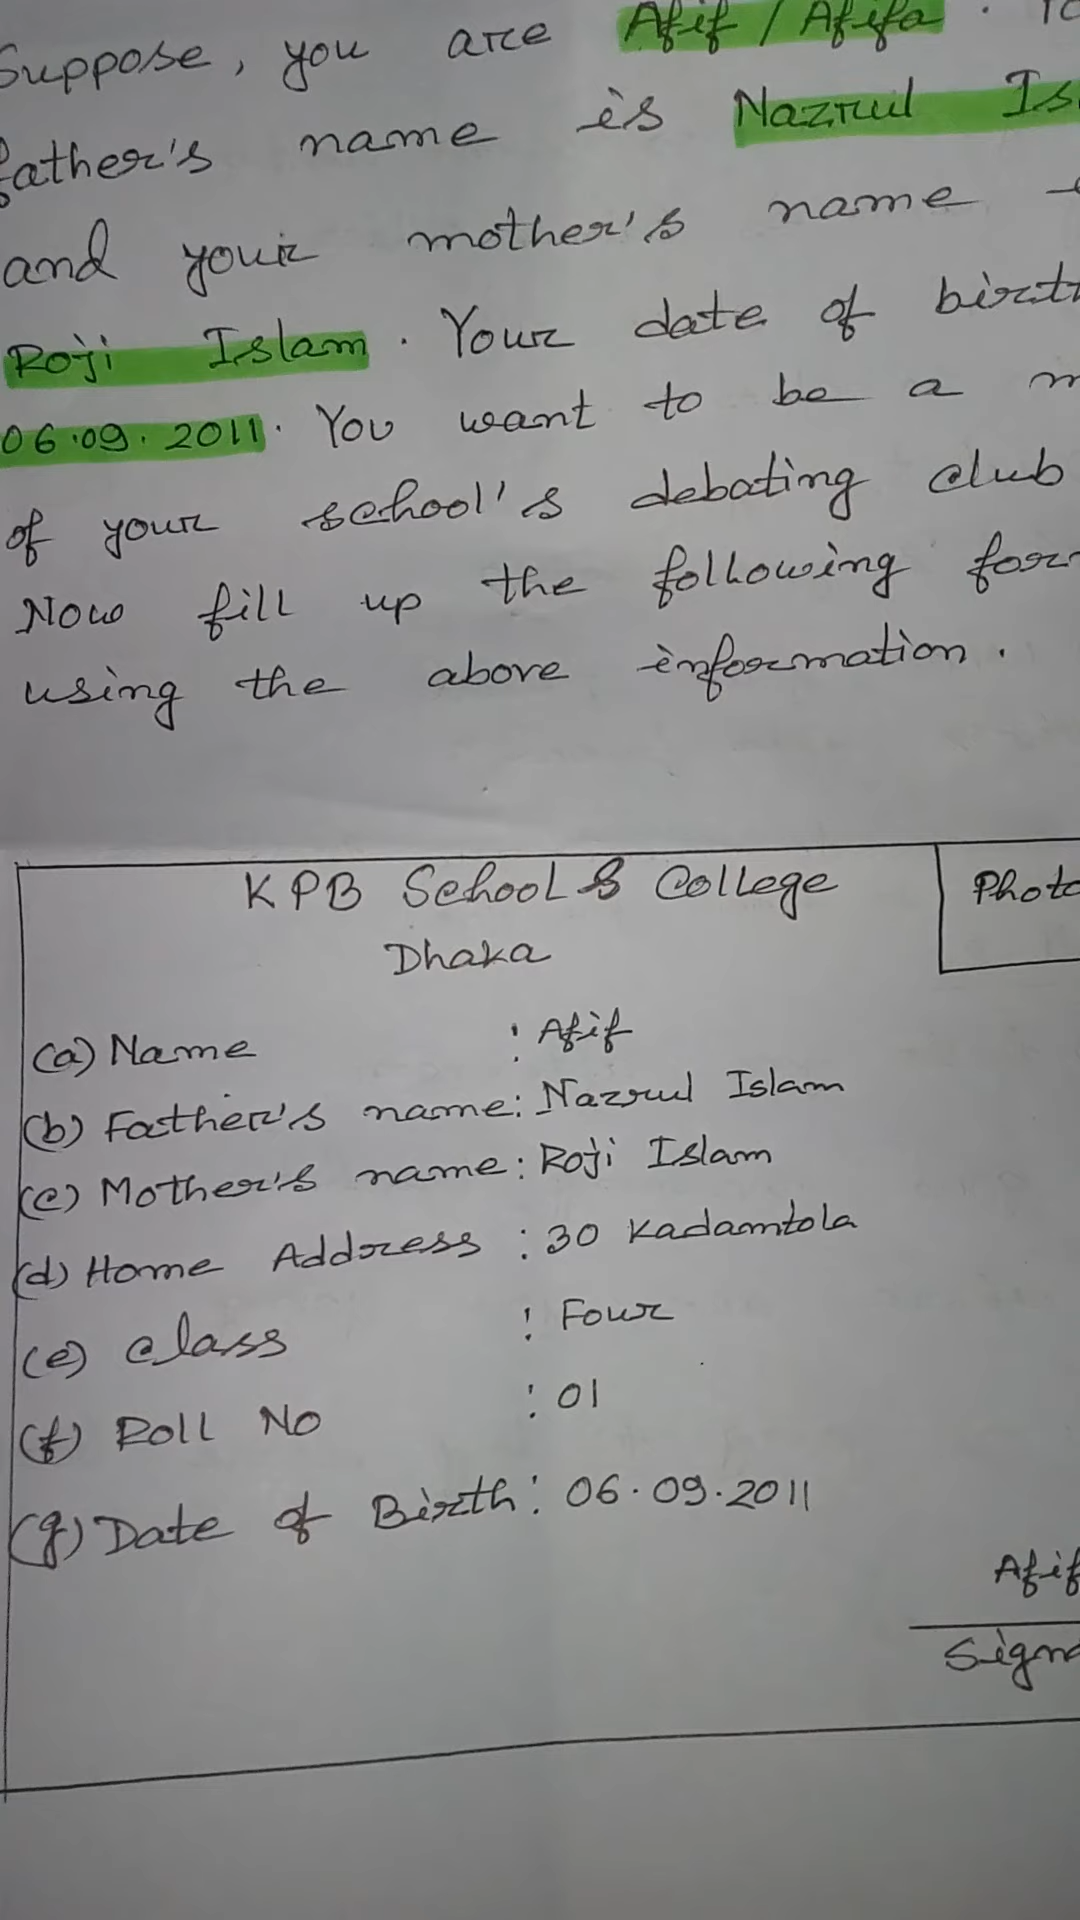 Suppose, you are Afif / Afifa.
father's name is Nazrul
and your mother's name
Roji Islam. Your date of
06.09.2011. You want to be a
of your school's debating club
Now fill up the following
using the above information.
KPB School & College
Photo
Dhaka
(a) Name : Afif
(b) Father's name: Nazrul Islam
(c) Mother's name: Roji Islam
(d) Home Address : 30 Kadamtola
(e) Class : Four
(f) Roll No : 01
(g) Date of Birth: 06.09.2011
Afif